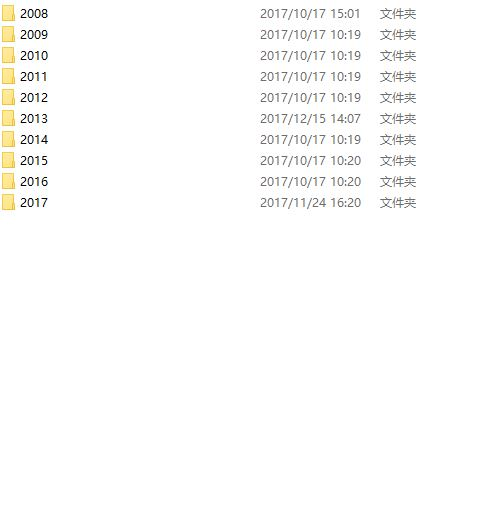 2008 2017/10/17 15:01 文件夹
2009 2017/10/17 10:19 文件夹
2010 2017/10/17 10:19 文件夹
2011 2017/10/17 10:19 文件夹
2012 2017/10/17 10:19 文件夹
2013 2017/12/15 14:07 文件夹
2014 2017/10/17 10:19 文件夹
2015 2017/10/17 10:20 文件夹
2016 2017/10/17 10:20 文件夹
2017 2017/11/24 16:20 文件夹